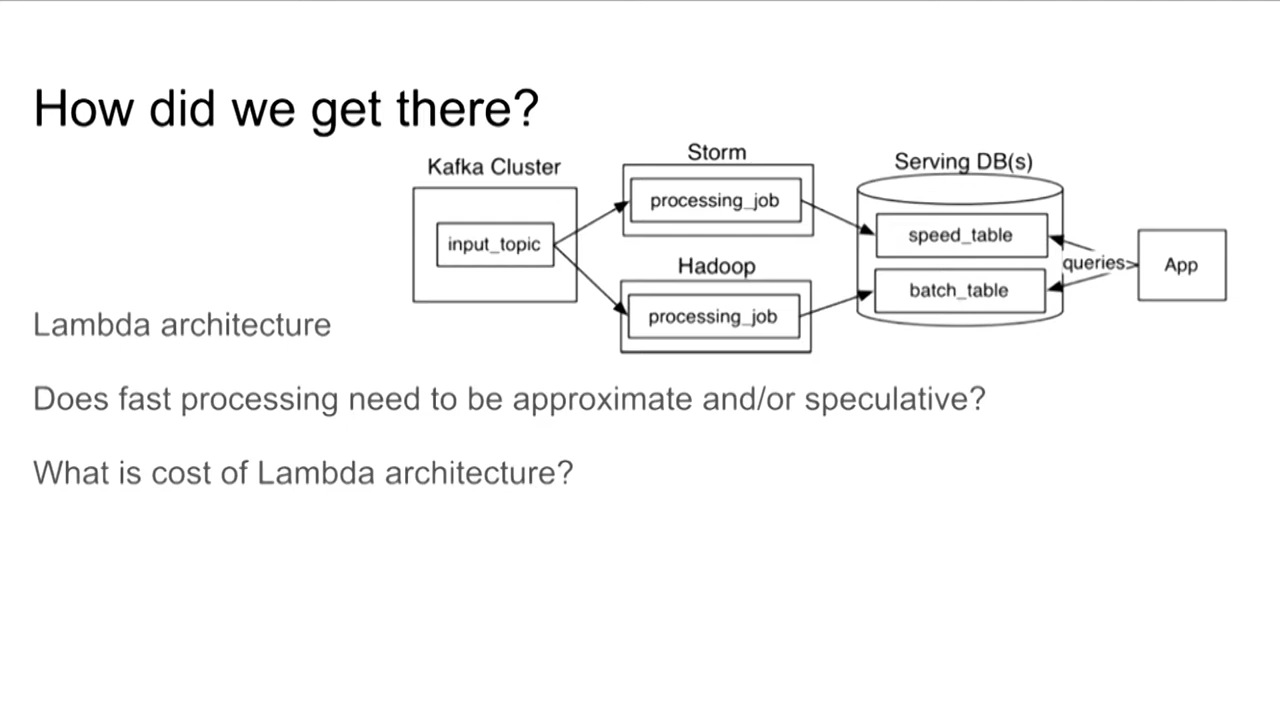 How did we get there?
Kafka Cluster
input_topic
Storm
processing_job
Hadoop
processing_job
Serving DB(s)
speed_table
batch_table
queries>
App
Lambda architecture
Does fast processing need to be approximate and/or speculative?
What is cost of Lambda architecture?